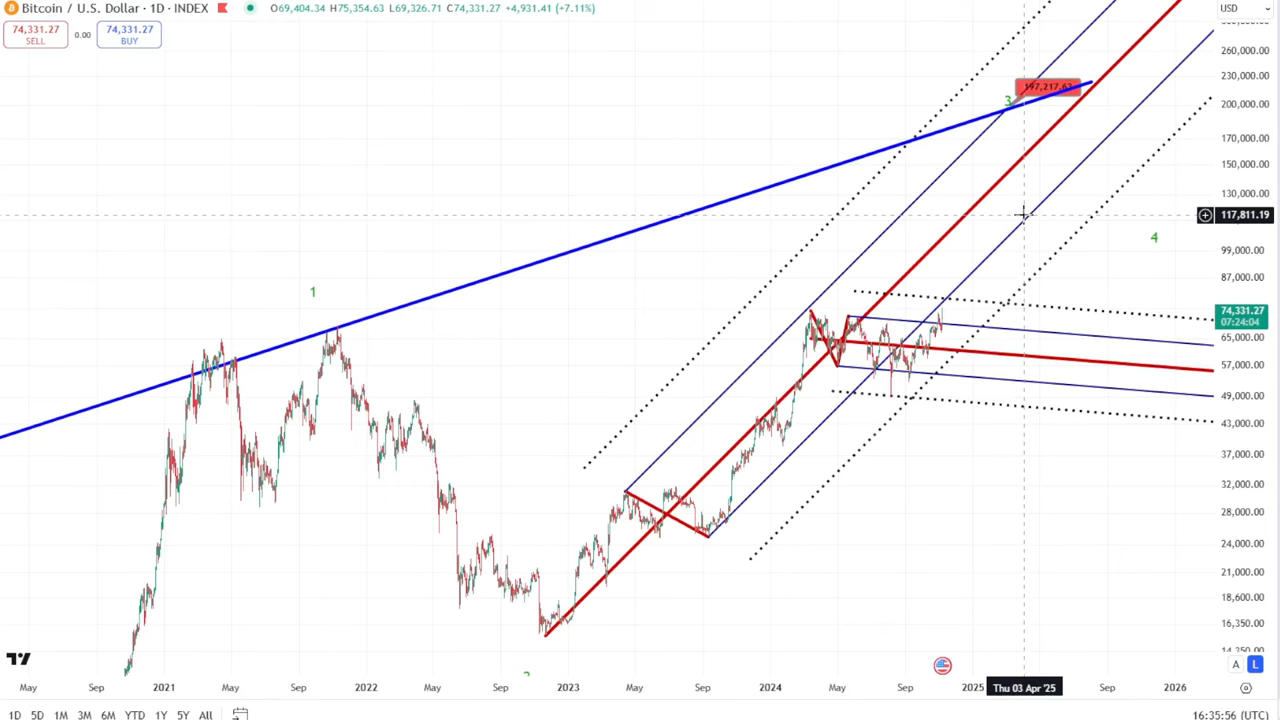 Bitcoin / U.S. Dollar · 1D · INDEX O69,404.34 H75,354.63 L69,326.71 C74,331.27 +4,931.41 (+7.11%)
USD
74,331.27
SELL
0.00
74,331.27
BUY
260,000.00
230,000.00
197,217.63
3
200,000.00
170,000.00
150,000.00
130,000.00
117,811.19
4
99,000.00
87,000.00
1
74,331.27
07:24:04
65,000.00
57,000.00
49,000.00
43,000.00
37,000.00
32,000.00
28,000.00
24,000.00
21,000.00
18,600.00
16,350.00
14,350.00
A
L
May
Sep
2021
May
Sep
2022
May
Sep
2023
May
Sep
2024
May
Sep
2025
Thu 03 Apr '25
Sep
2026
1D 5D 1M 3M 6M YTD 1Y 5Y All
16:35:56 (UTC)